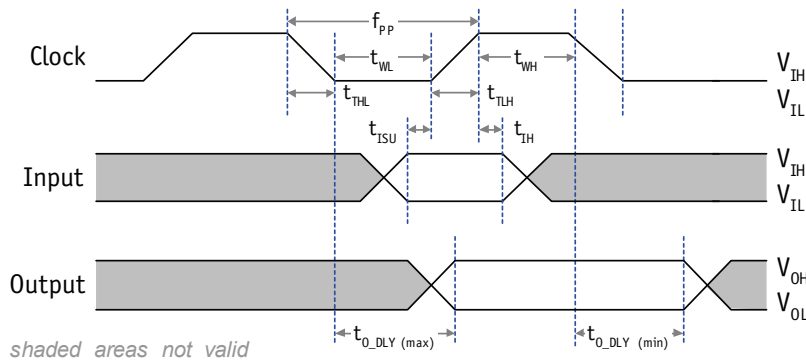 f_PP
Clock
t_WL
t_WH
V_IH
t_THL
t_TLH
V_IL
t_ISU
t_IH
Input
V_IH
V_IL
Output
V_OH
V_OL
t_O_DLY (max)
t_O_DLY (min)
shaded areas not valid